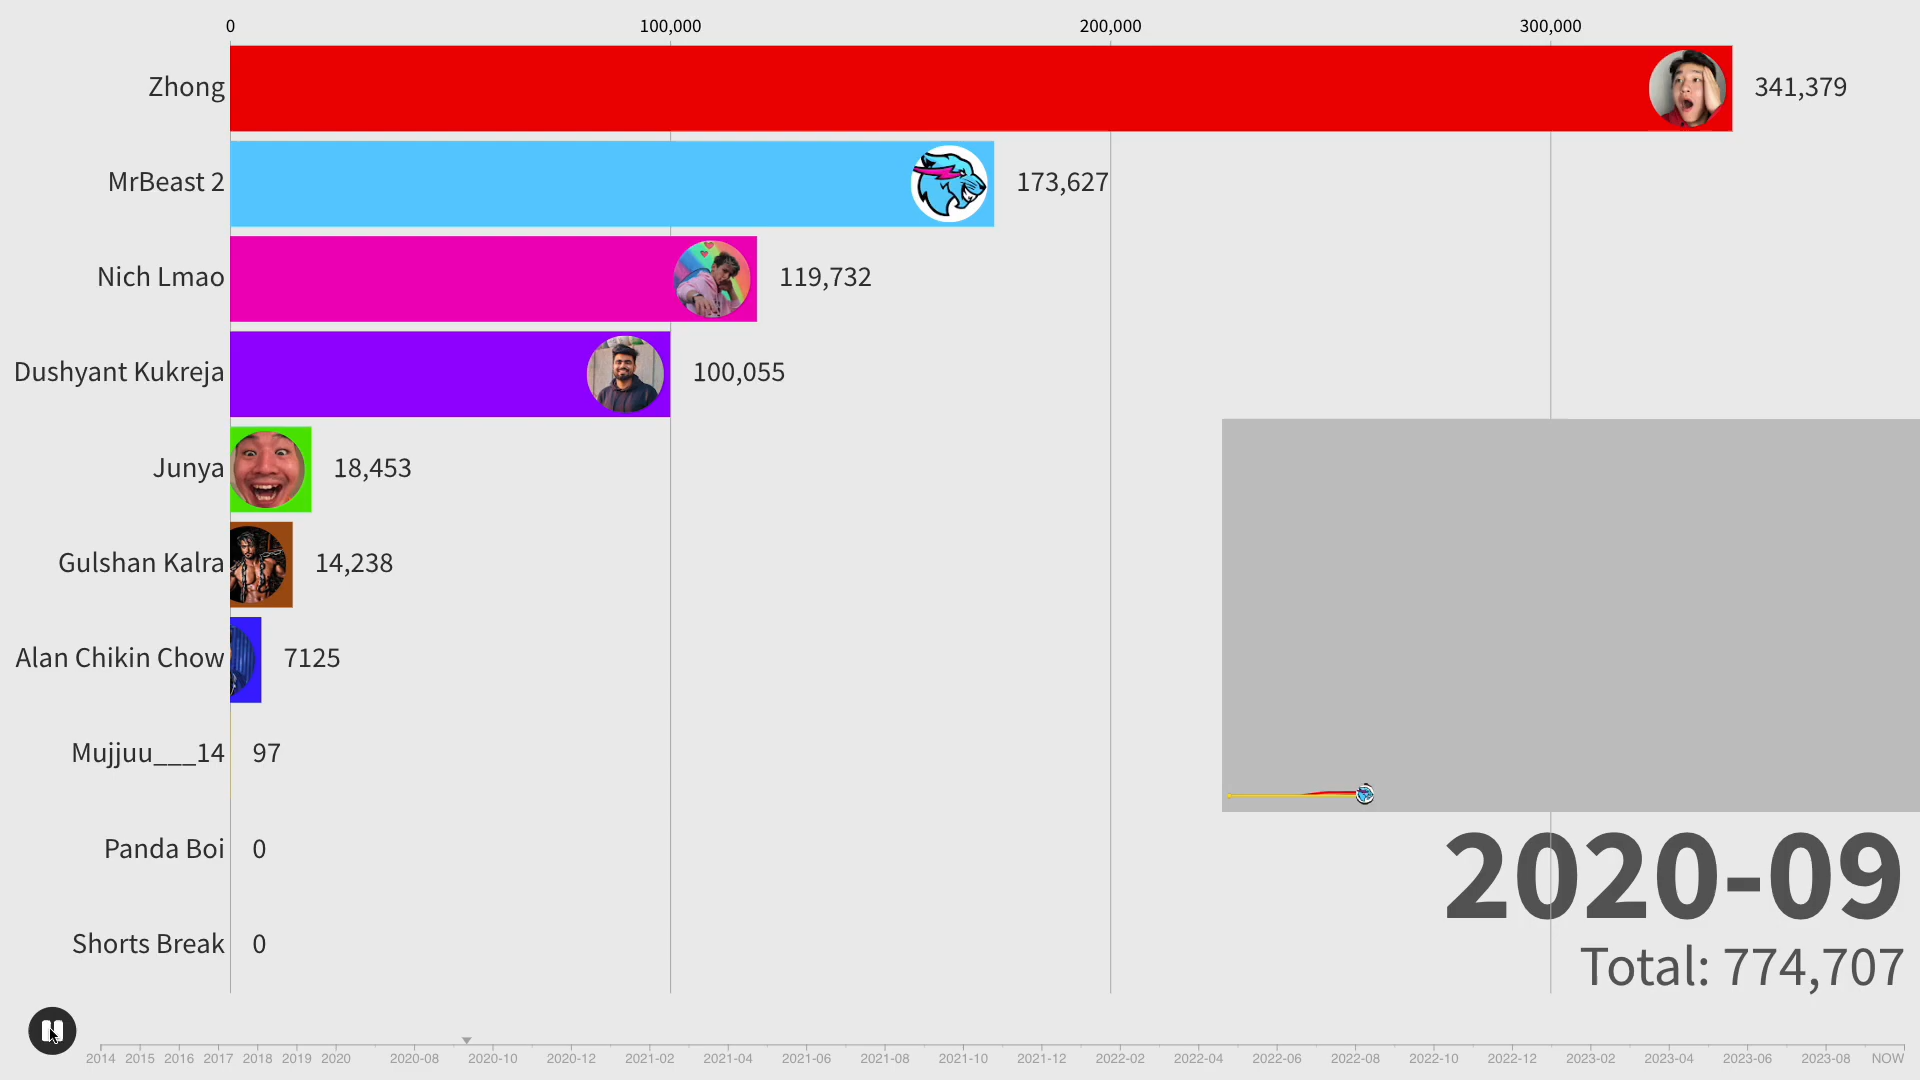 0 100,000 200,000 300,000
Zhong 341,379
MrBeast 2 173,627
Nich Lmao 119,732
Dushyant Kukreja 100,055
Junya 18,453
Gulshan Kalra 14,238
Alan Chikin Chow 7125
Mujjuu___14 97
Panda Boi 0
Shorts Break 0
2020-09
Total: 774,707
2014 2015 2016 2017 2018 2019 2020 2020-08 2020-10 2020-12 2021-02 2021-04 2021-06 2021-08 2021-10 2021-12 2022-02 2022-04 2022-06 2022-08 2022-10 2022-12 2023-02 2023-04 2023-06 2023-08 NOW